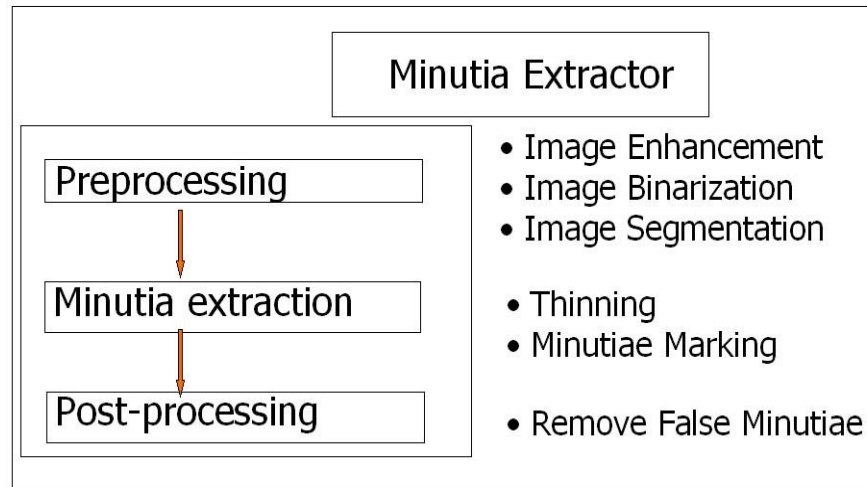 Minutia Extractor
Preprocessing
• Image Enhancement
• Image Binarization
• Image Segmentation
Minutia extraction
• Thinning
• Minutiae Marking
Post-processing
• Remove False Minutiae